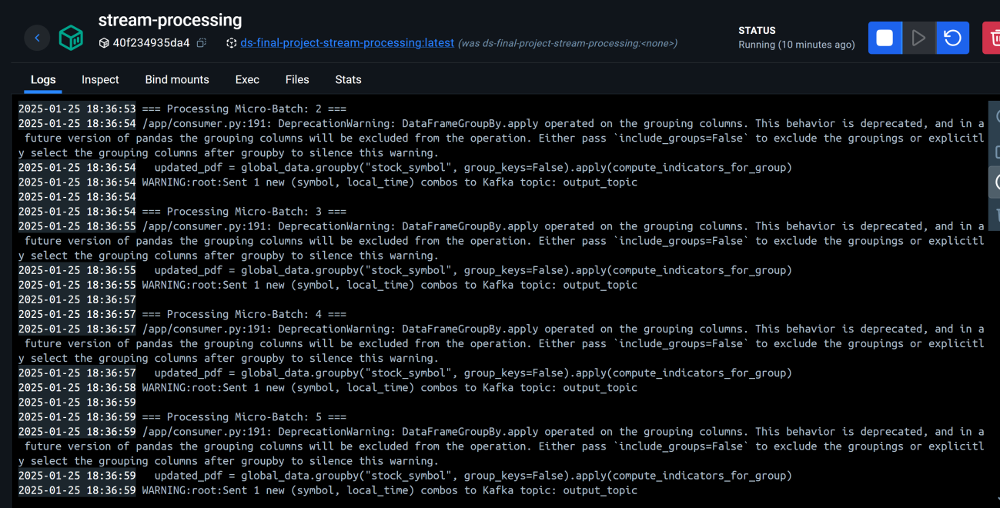 stream-processing
40f234935da4 ds-final-project-stream-processing:latest (was ds-final-project-stream-processing:<none>)
STATUS
Running (10 minutes ago)
Logs Inspect Bind mounts Exec Files Stats
2025-01-25 18:36:53 === Processing Micro-Batch: 2 ===
2025-01-25 18:36:54 /app/consumer.py:191: DeprecationWarning: DataFrameGroupBy.apply operated on the grouping columns. This behavior is deprecated, and in a
future version of pandas the grouping columns will be excluded from the operation. Either pass `include_groups=False` to exclude the groupings or explicitl
y select the grouping columns after groupby to silence this warning.
2025-01-25 18:36:54   updated_pdf = global_data.groupby("stock_symbol", group_keys=False).apply(compute_indicators_for_group)
2025-01-25 18:36:54 WARNING:root:Sent 1 new (symbol, local_time) combos to Kafka topic: output_topic
2025-01-25 18:36:54
2025-01-25 18:36:54 === Processing Micro-Batch: 3 ===
2025-01-25 18:36:55 /app/consumer.py:191: DeprecationWarning: DataFrameGroupBy.apply operated on the grouping columns. This behavior is deprecated, and in a
future version of pandas the grouping columns will be excluded from the operation. Either pass `include_groups=False` to exclude the groupings or explicitl
y select the grouping columns after groupby to silence this warning.
2025-01-25 18:36:55   updated_pdf = global_data.groupby("stock_symbol", group_keys=False).apply(compute_indicators_for_group)
2025-01-25 18:36:55 WARNING:root:Sent 1 new (symbol, local_time) combos to Kafka topic: output_topic
2025-01-25 18:36:57
2025-01-25 18:36:57 === Processing Micro-Batch: 4 ===
2025-01-25 18:36:57 /app/consumer.py:191: DeprecationWarning: DataFrameGroupBy.apply operated on the grouping columns. This behavior is deprecated, and in a
future version of pandas the grouping columns will be excluded from the operation. Either pass `include_groups=False` to exclude the groupings or explicitl
y select the grouping columns after groupby to silence this warning.
2025-01-25 18:36:57   updated_pdf = global_data.groupby("stock_symbol", group_keys=False).apply(compute_indicators_for_group)
2025-01-25 18:36:58 WARNING:root:Sent 1 new (symbol, local_time) combos to Kafka topic: output_topic
2025-01-25 18:36:59
2025-01-25 18:36:59 === Processing Micro-Batch: 5 ===
2025-01-25 18:36:59 /app/consumer.py:191: DeprecationWarning: DataFrameGroupBy.apply operated on the grouping columns. This behavior is deprecated, and in a
future version of pandas the grouping columns will be excluded from the operation. Either pass `include_groups=False` to exclude the groupings or explicitl
y select the grouping columns after groupby to silence this warning.
2025-01-25 18:36:59   updated_pdf = global_data.groupby("stock_symbol", group_keys=False).apply(compute_indicators_for_group)
2025-01-25 18:36:59 WARNING:root:Sent 1 new (symbol, local_time) combos to Kafka topic: output_topic